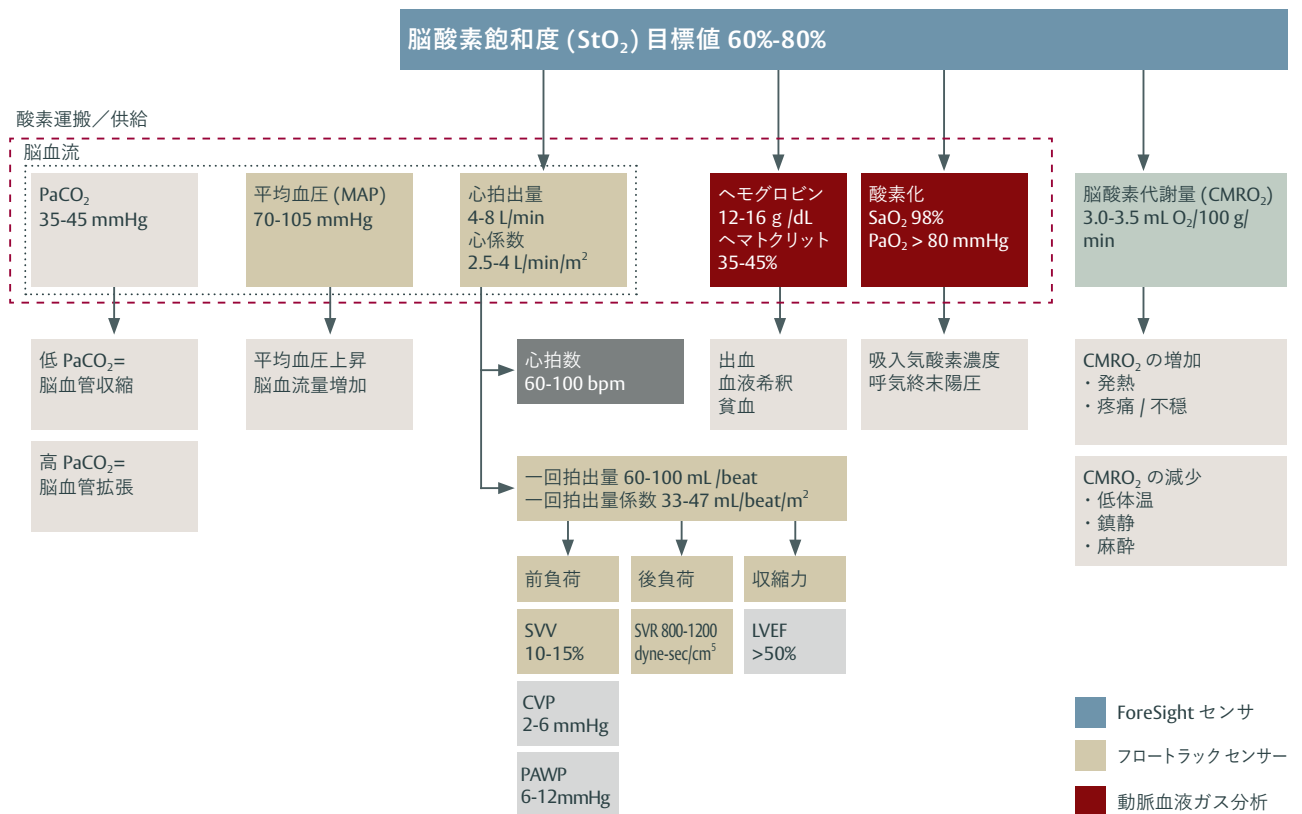 脳酸素飽和度 (StO₂) 目標値 60%-80%
酸素運搬／供給
脳血流
PaCO₂
35-45 mmHg
平均血圧 (MAP)
70-105 mmHg
心拍出量
4-8 L/min
心係数
2.5-4 L/min/m²
ヘモグロビン
12-16 g /dL
ヘマトクリット
35-45%
酸素化
SaO₂ 98%
PaO₂ > 80 mmHg
脳酸素代謝量 (CMRO₂)
3.0-3.5 mL O₂/100 g/
min
低 PaCO₂=
脳血管収縮
高 PaCO₂=
脳血管拡張
平均血圧上昇
脳血流量増加
心拍数
60-100 bpm
出血
血液希釈
貧血
吸入気酸素濃度
呼気終末陽圧
CMRO₂ の増加
・発熱
・疼痛 / 不穏
CMRO₂ の減少
・低体温
・鎮静
・麻酔
一回拍出量 60-100 mL /beat
一回拍出量係数 33-47 mL/beat/m²
前負荷
後負荷
収縮力
SVV
10-15%
SVR 800-1200
dyne-sec/cm⁵
LVEF
>50%
CVP
2-6 mmHg
PAWP
6-12mmHg
ForeSight センサ
フロートラック センサー
動脈血液ガス分析